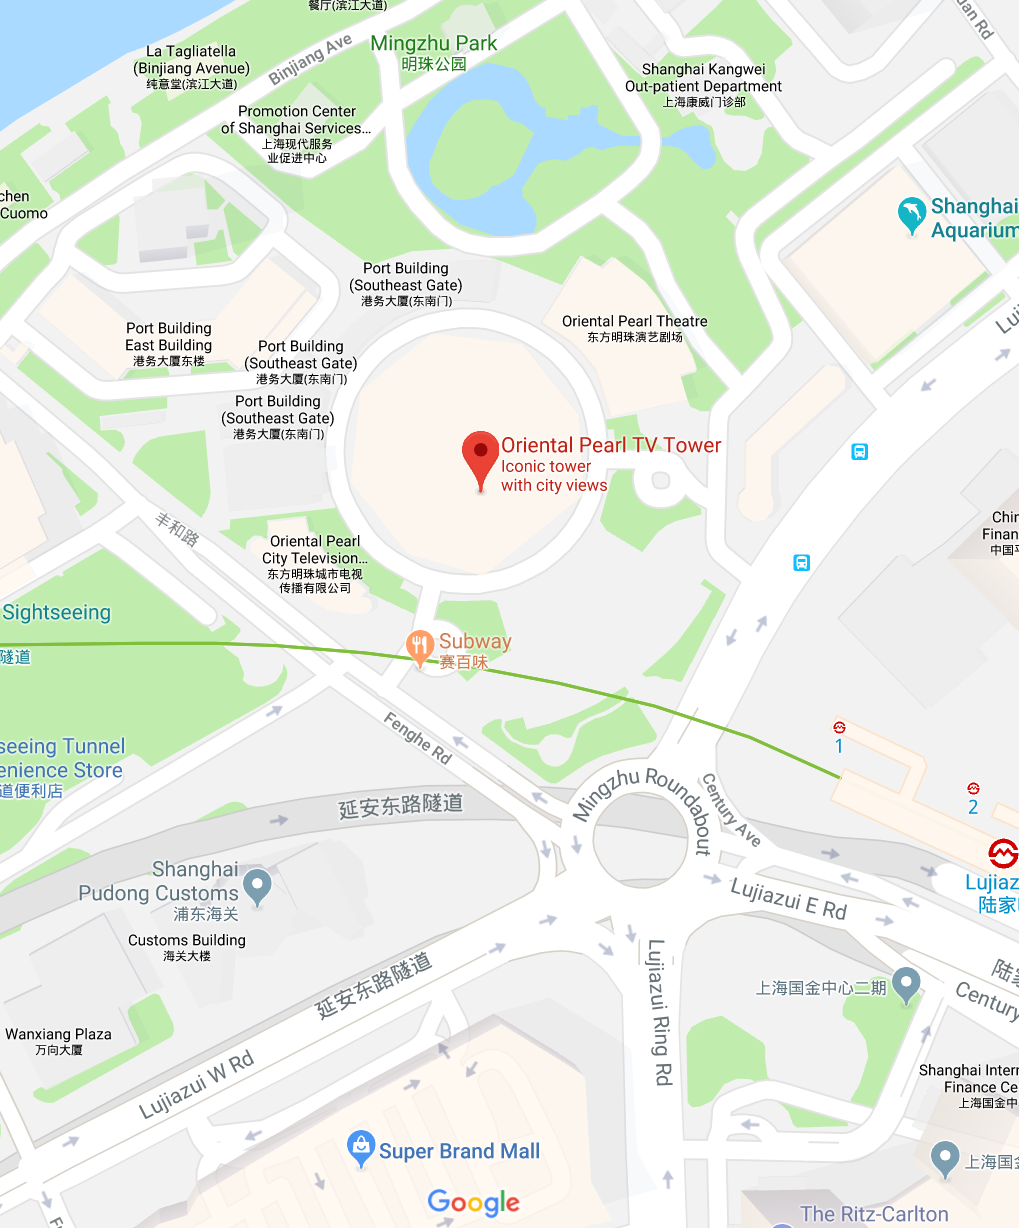 餐厅(滨江大道)
uan Rd
La Tagliatella
(Binjiang Avenue)
纯意堂(滨江大道)
Binjiang Ave
Mingzhu Park
明珠公园
Shanghai Kangwei
Out-patient Department
上海康威门诊部
Promotion Center
of Shanghai Services...
上海现代服务
业促进中心
chen
Cuomo
Shanghai
Aquarium
Port Building
(Southeast Gate)
港务大厦(东南门)
Oriental Pearl Theatre
东方明珠演艺剧场
Luji
Port Building
East Building
港务大厦东楼
Port Building
(Southeast Gate)
港务大厦(东南门)
Port Building
(Southeast Gate)
港务大厦(东南门)
Oriental Pearl TV Tower
Iconic tower
with city views
丰和路
Oriental Pearl
City Television...
东方明珠城市电视
传播有限公司
Chin
Finan
中国平
Sightseeing
隧道
Subway
赛百味
Fenghe Rd
seeing Tunnel
enience Store
道便利店
1
2
Mingzhu Roundabout
Century Ave
延安东路隧道
Shanghai
Pudong Customs
浦东海关
Lujiaz
陆家
Lujiazui E Rd
Customs Building
海关大楼
Lujiazui Ring Rd
延安东路隧道
上海国金中心二期
陆家
Century
Wanxiang Plaza
万向大厦
Lujiazui W Rd
Shanghai Intern
Finance Ce
上海国金中
Super Brand Mall
上海国
Google
The Ritz-Carlton